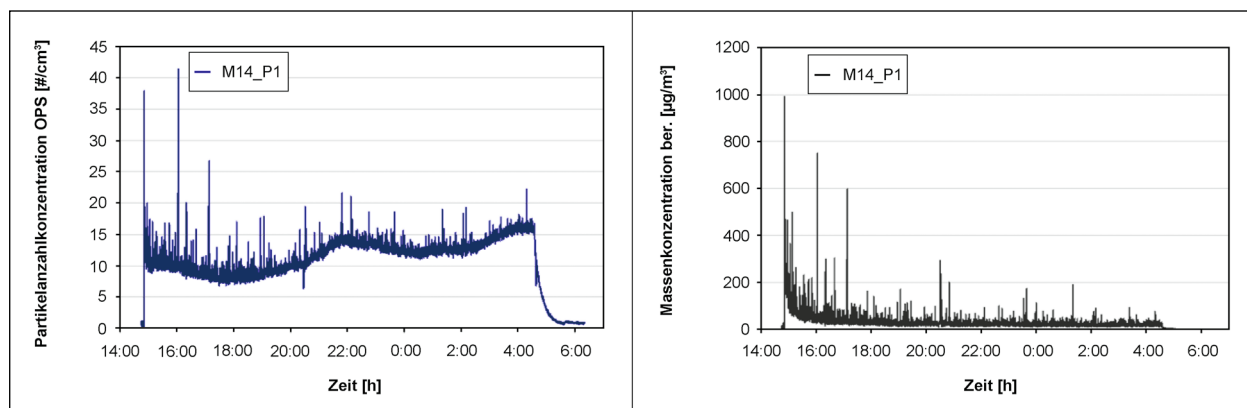 Partikelanzahlkonzentration OPS [#/cm³]
45
40
35
30
25
20
15
10
5
0
M14_P1
14:00 16:00 18:00 20:00 22:00 0:00 2:00 4:00 6:00
Zeit [h]
Massenkonzentration ber. [µg/m³]
1200
1000
800
600
400
200
0
M14_P1
14:00 16:00 18:00 20:00 22:00 0:00 2:00 4:00 6:00
Zeit [h]